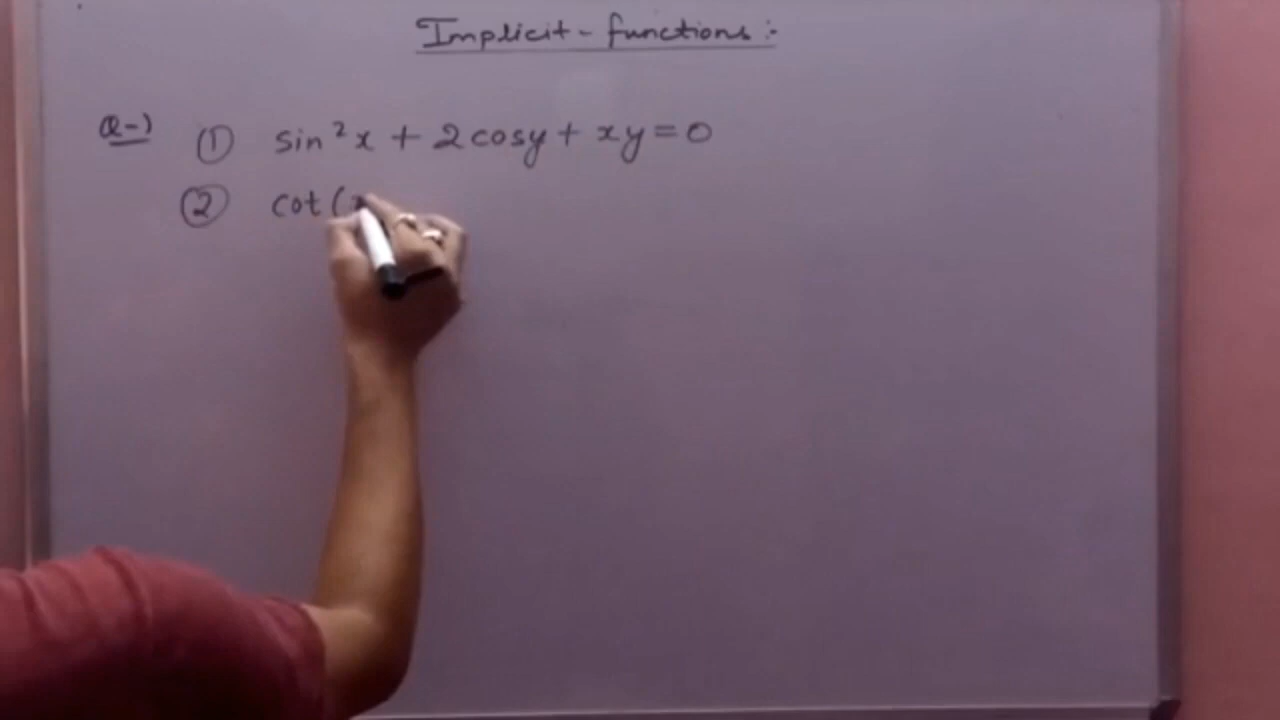 Implicit - functions :-
Q-) ① sin²x + 2cosy + xy = 0
② cot (x